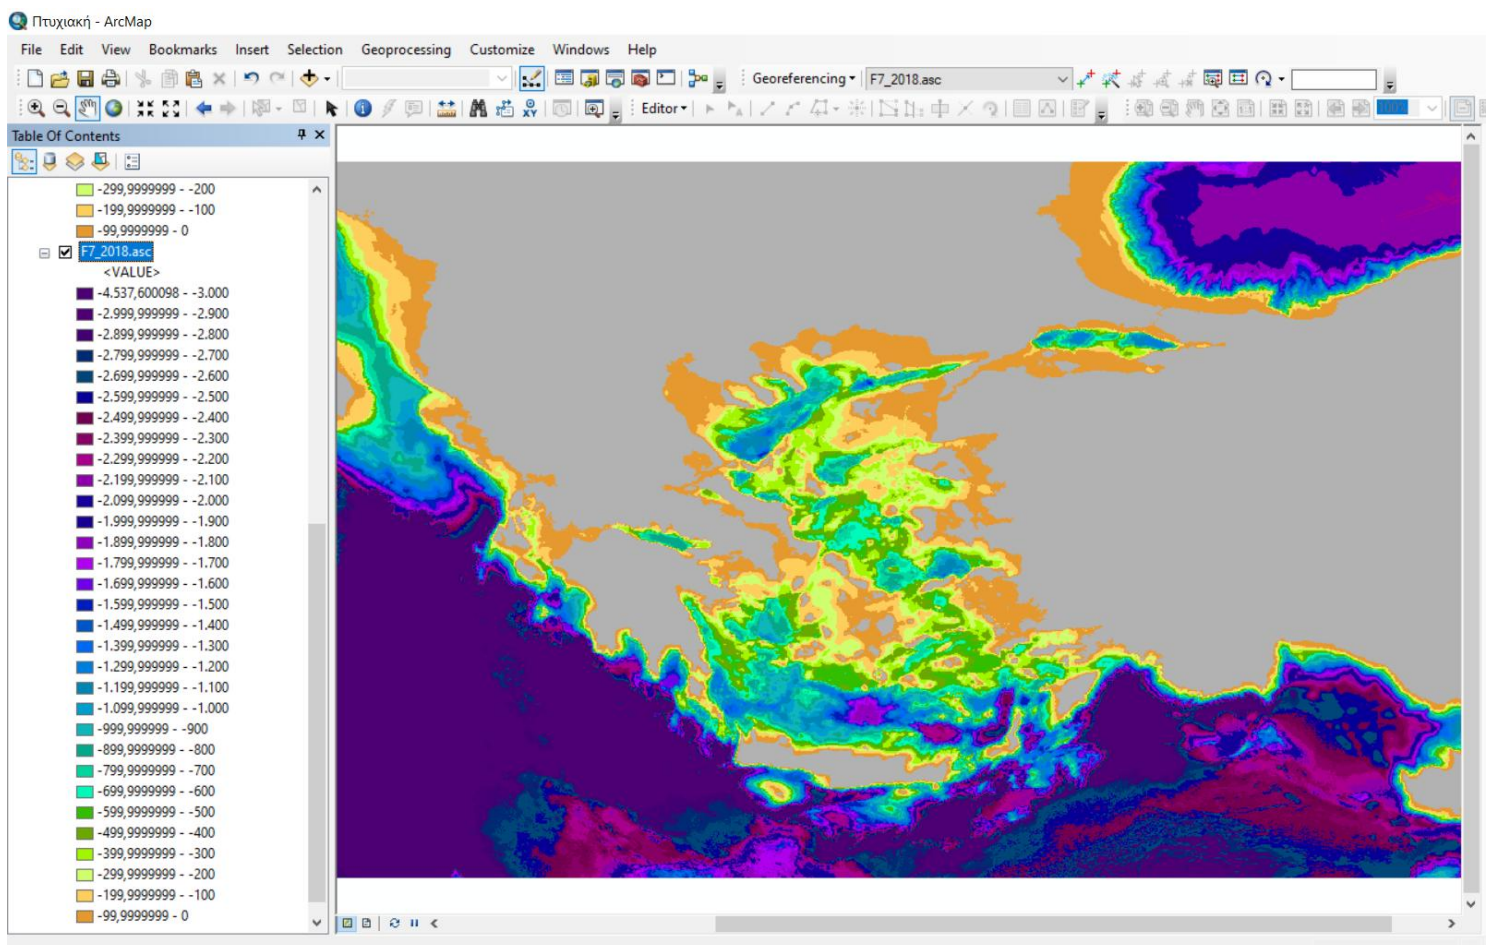 Πτυχιακή - ArcMap
File Edit View Bookmarks Insert Selection Geoprocessing Customize Windows Help
Georeferencing F7_2018.asc
Editor 100%
Table Of Contents
-299,9999999 - -200
-199,9999999 - -100
-99,9999999 - 0
F7_2018.asc
<VALUE>
-4.537,600098 - -3.000
-2.999,999999 - -2.900
-2.899,999999 - -2.800
-2.799,999999 - -2.700
-2.699,999999 - -2.600
-2.599,999999 - -2.500
-2.499,999999 - -2.400
-2.399,999999 - -2.300
-2.299,999999 - -2.200
-2.199,999999 - -2.100
-2.099,999999 - -2.000
-1.999,999999 - -1.900
-1.899,999999 - -1.800
-1.799,999999 - -1.700
-1.699,999999 - -1.600
-1.599,999999 - -1.500
-1.499,999999 - -1.400
-1.399,999999 - -1.300
-1.299,999999 - -1.200
-1.199,999999 - -1.100
-1.099,999999 - -1.000
-999,999999 - -900
-899,9999999 - -800
-799,9999999 - -700
-699,9999999 - -600
-599,9999999 - -500
-499,9999999 - -400
-399,9999999 - -300
-299,9999999 - -200
-199,9999999 - -100
-99,9999999 - 0